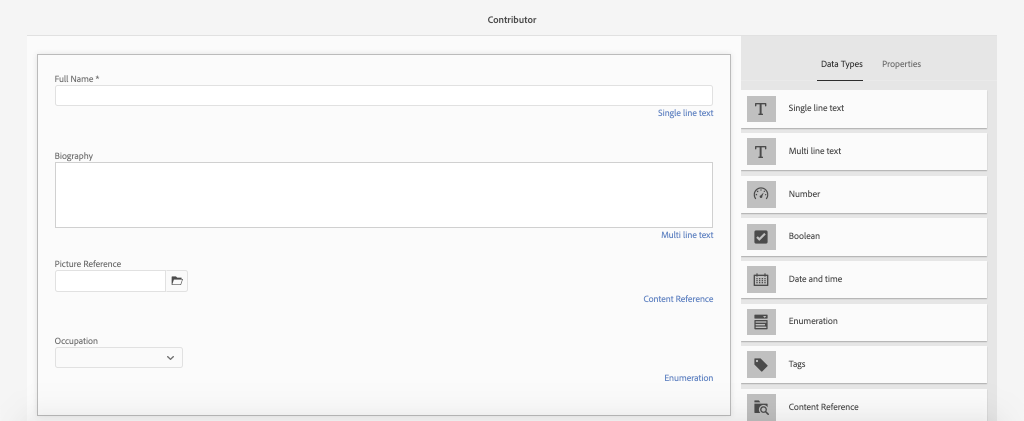 Contributor
Full Name *
Single line text
Biography
Multi line text
Picture Reference
Content Reference
Occupation
Enumeration
Data Types
Properties
Single line text
Multi line text
Number
Boolean
Date and time
Enumeration
Tags
Content Reference